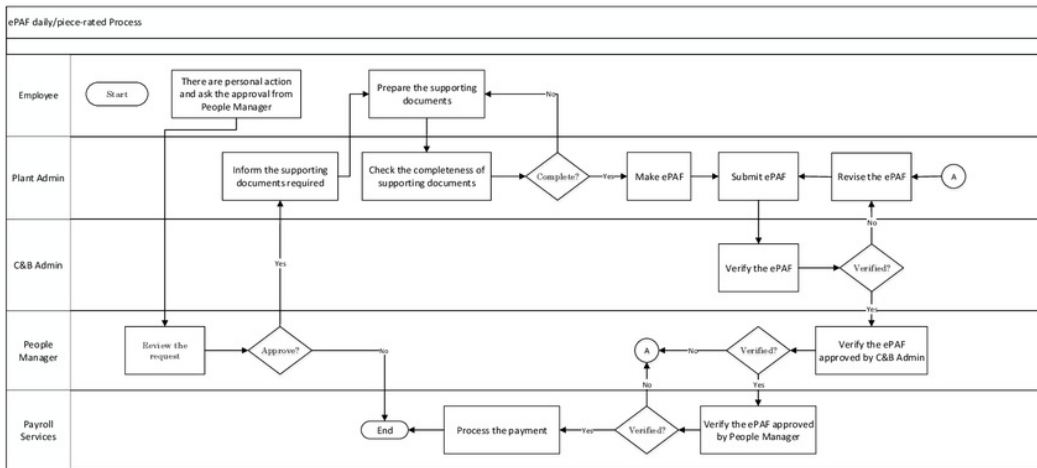 ePAF daily/piece-rated Process
Employee
Start
There are personal action
and ask the approval from
People Manager
Prepare the supporting
documents
No
Plant Admin
Inform the supporting
documents required
Check the completeness of
supporting documents
Complete?
Yes
Make ePAF
Submit ePAF
Revise the ePAF
A
C&B Admin
Yes
Verify the ePAF
Verified?
No
Yes
People
Manager
Review the
request
Approve?
No
A
No
Verified?
Yes
Verify the ePAF
approved by C&B Admin
Payroll
Services
End
Process the payment
Yes
Verified?
No
Verify the ePAF approved
by People Manager